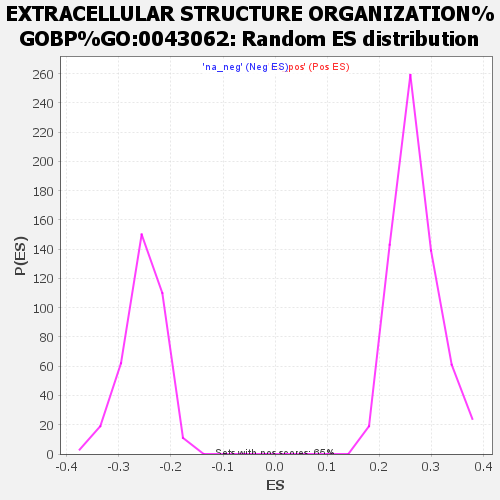 EXTRACELLULAR STRUCTURE ORGANIZATION%
GOBP%GO:0043062: Random ES distribution
'na_neg' (Neg ES)pos' (Pos ES)
260
240
220
200
180
160
140
120
100
80
60
40
20
0
P(ES)
Sets with pos scores: 65%
-0.4 -0.3 -0.2 -0.1 0.0 0.1 0.2 0.3 0.4
ES